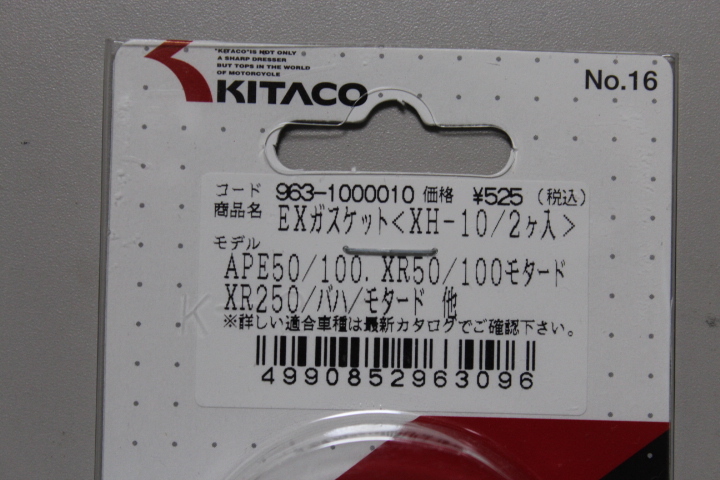 "KITACO"IS NOT ONLY
A SHARP DRESSER
BUT TOPS IN THE WORLD
OF MOTORCYCLE
KITACO
No.16
コード 963-1000010 価格 ¥525 (税込)
商品名 EXガスケット<XH-10/2ヶ入>
モデル
APE50/100. XR50/100モタード
XR250/バハ/モタード 他
※詳しい適合車種は最新カタログでご確認下さい。
4990852963096
K